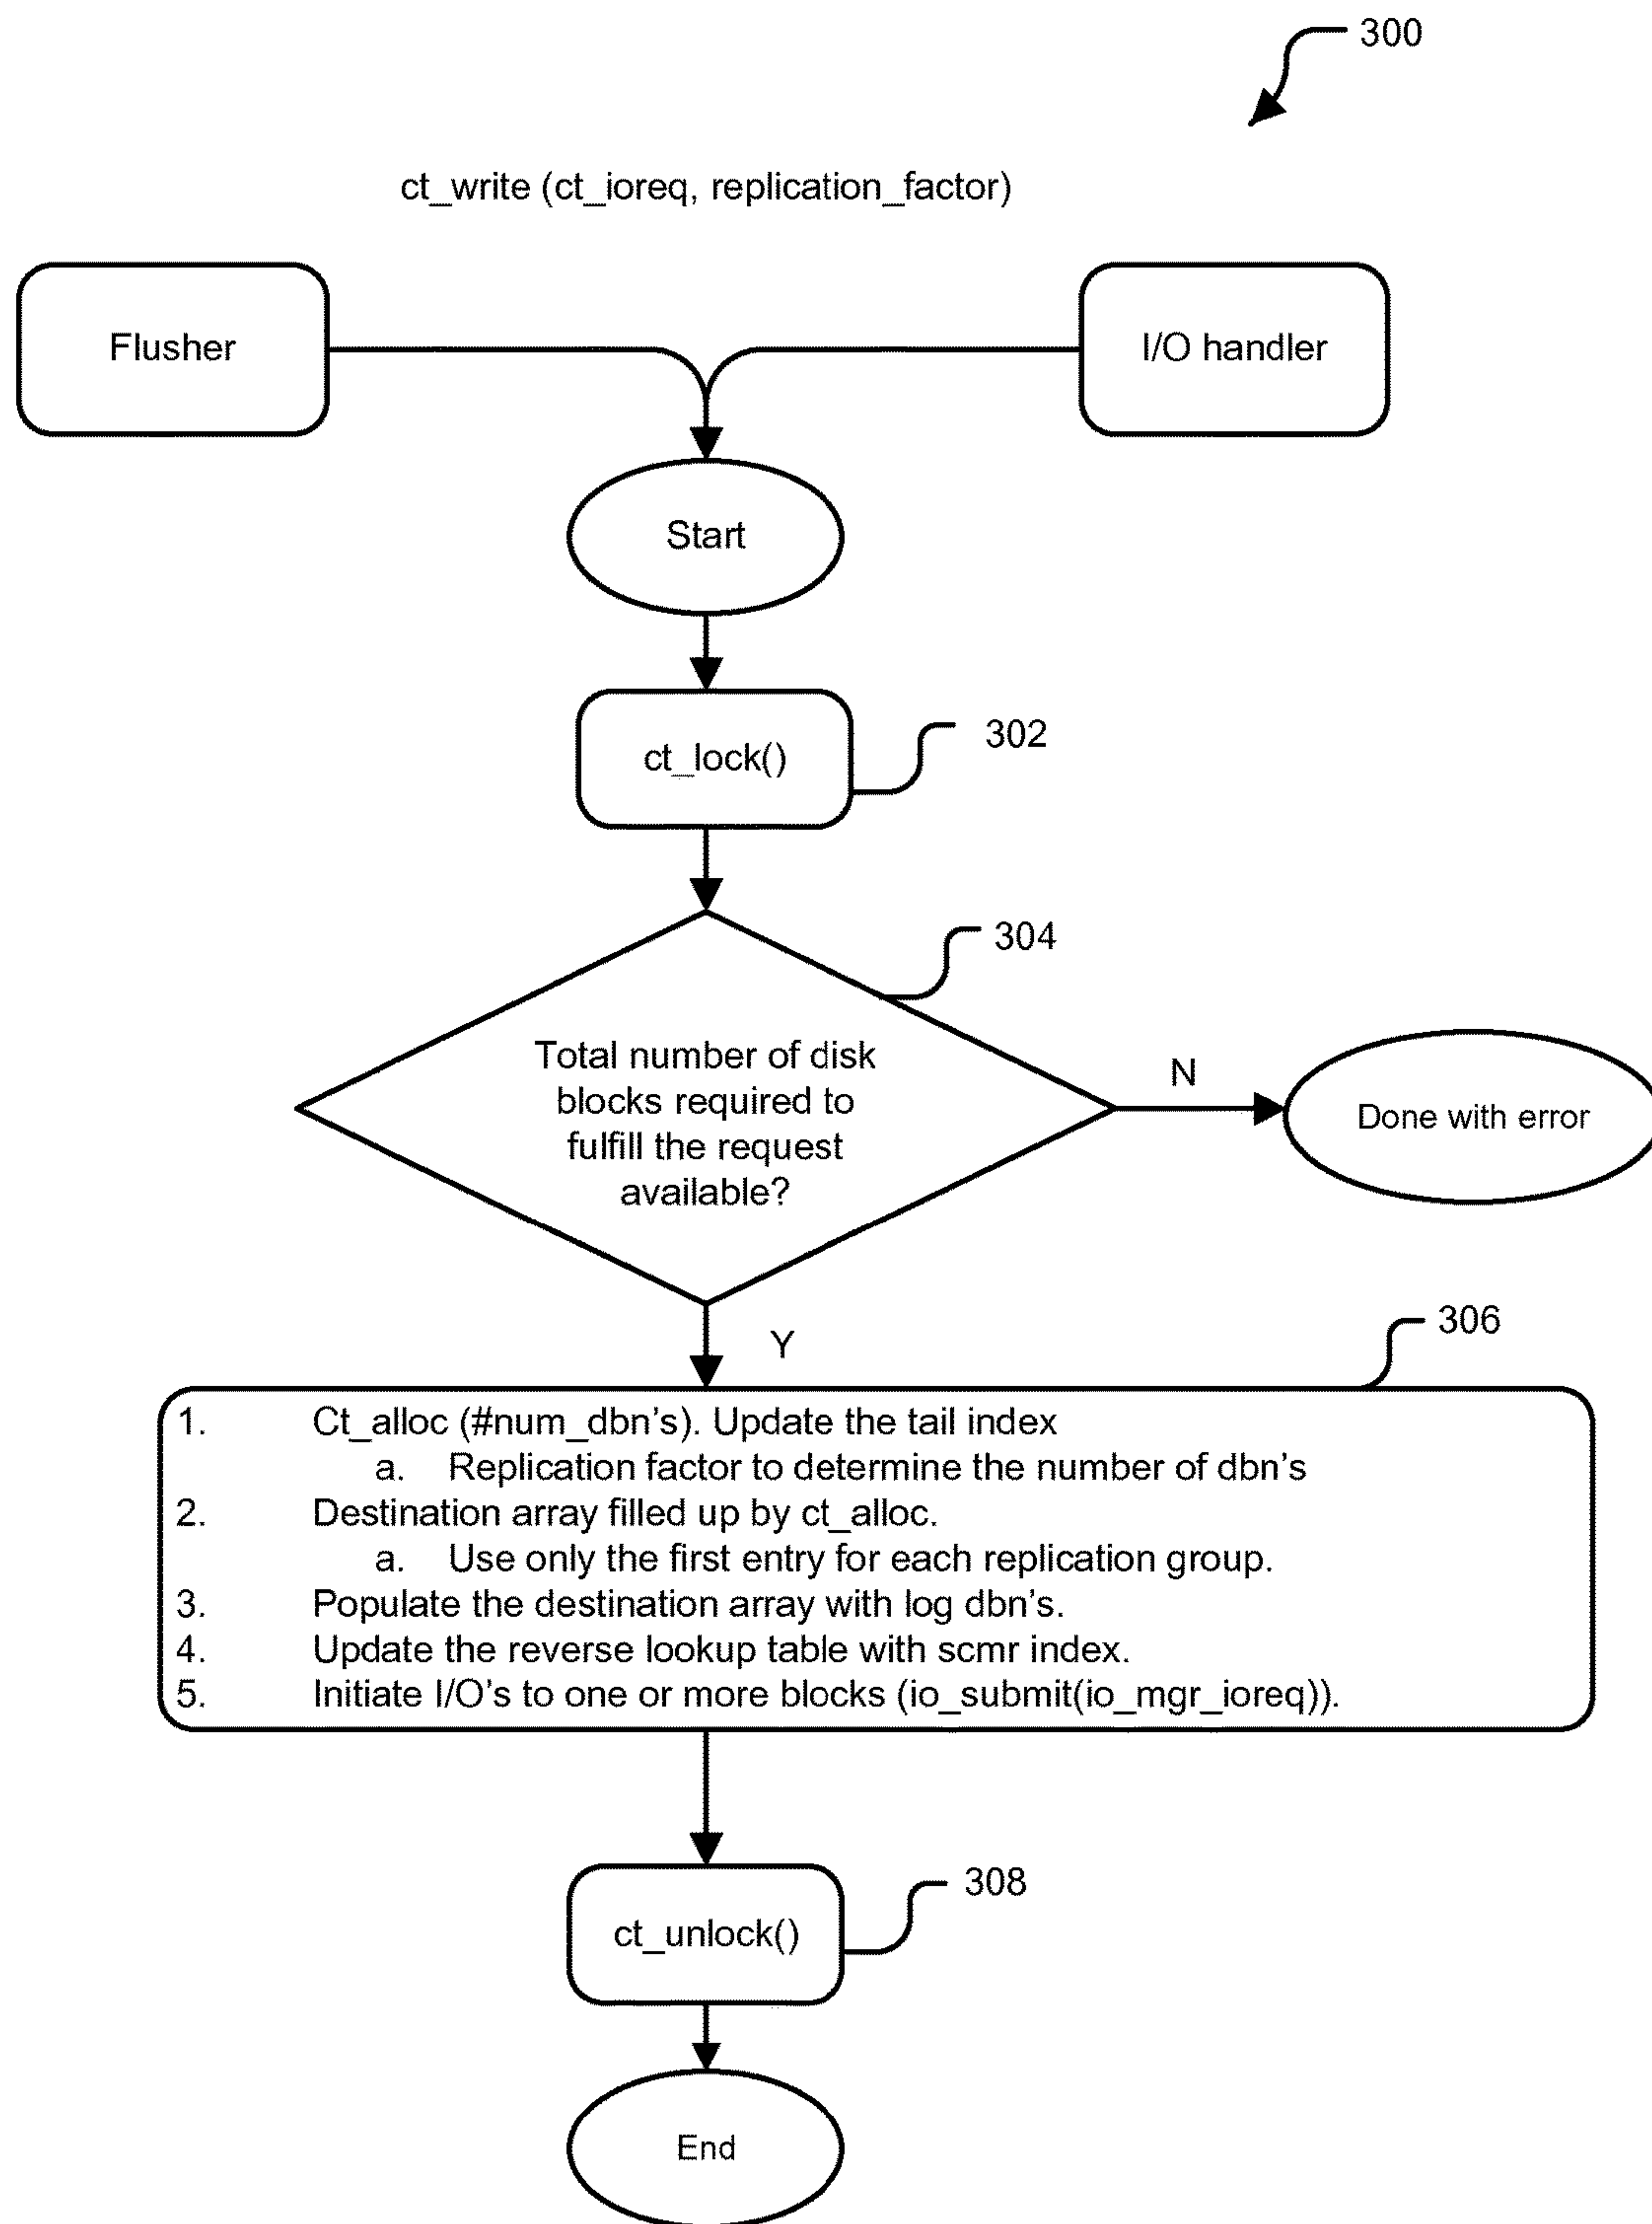 300
ct_write (ct_ioreq, replication_factor)
Flusher
I/O handler
Start
ct_lock()
302
304
Total number of disk
blocks required to
fulfill the request
available?
N
Done with error
Y
306
1. Ct_alloc (#num_dbn's). Update the tail index
a. Replication factor to determine the number of dbn's
2. Destination array filled up by ct_alloc.
a. Use only the first entry for each replication group.
3. Populate the destination array with log dbn's.
4. Update the reverse lookup table with scmr index.
5. Initiate I/O's to one or more blocks (io_submit(io_mgr_ioreq)).
308
ct_unlock()
End